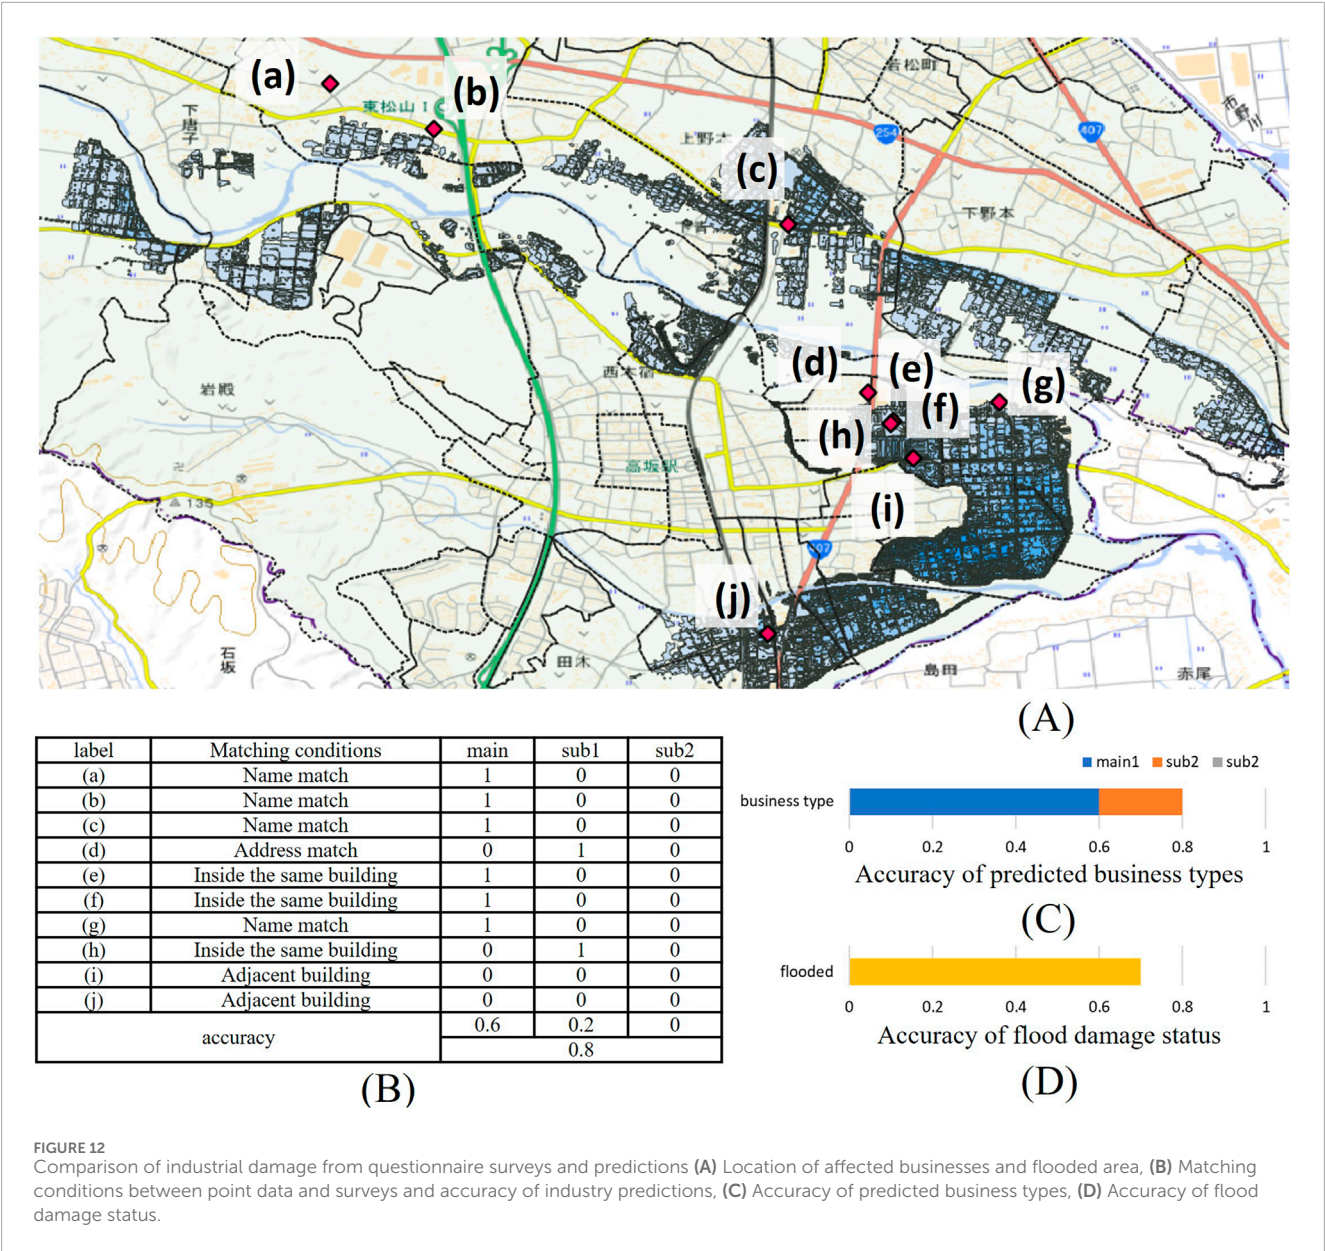 (a)
(b)
東松山I
下唐子
若松町
市野川
254
407
上野本
(c)
下野本
岩殿
西本宿
(d)
(e)
(f)
(g)
(h)
高坂駅
135
(i)
(j)
石坂
田木
島田
赤尾
(A)
label Matching conditions main sub1 sub2
(a) Name match 1 0 0
(b) Name match 1 0 0
(c) Name match 1 0 0
(d) Address match 0 1 0
(e) Inside the same building 1 0 0
(f) Inside the same building 1 0 0
(g) Name match 1 0 0
(h) Inside the same building 0 1 0
(i) Adjacent building 0 0 0
(j) Adjacent building 0 0 0
accuracy 0.6 0.2 0
0.8
(B)
main1 sub2 sub2
business type
0 0.2 0.4 0.6 0.8 1
Accuracy of predicted business types
(C)
flooded
0 0.2 0.4 0.6 0.8 1
Accuracy of flood damage status
(D)
FIGURE 12
Comparison of industrial damage from questionnaire surveys and predictions (A) Location of affected businesses and flooded area, (B) Matching
conditions between point data and surveys and accuracy of industry predictions, (C) Accuracy of predicted business types, (D) Accuracy of flood
damage status.